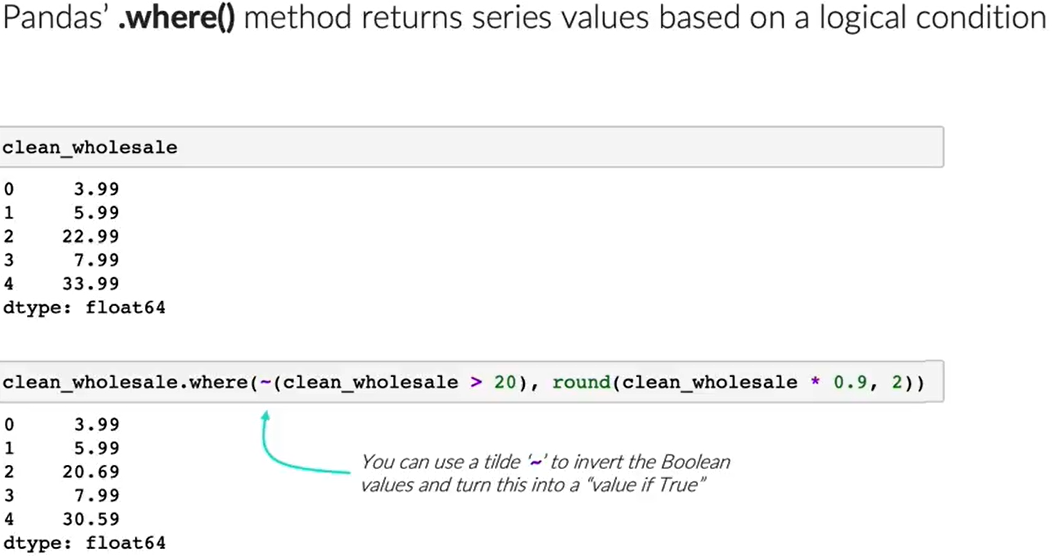 Pandas’ .where() method returns series values based on a logical condition
clean_wholesale
0 3.99
1 5.99
2 22.99
3 7.99
4 33.99
dtype: float64
clean_wholesale.where(~(clean_wholesale > 20), round(clean_wholesale * 0.9, 2))
0 3.99
1 5.99
2 20.69
3 7.99
4 30.59
dtype: float64
You can use a tilde ‘~’ to invert the Boolean
values and turn this into a “value if True”